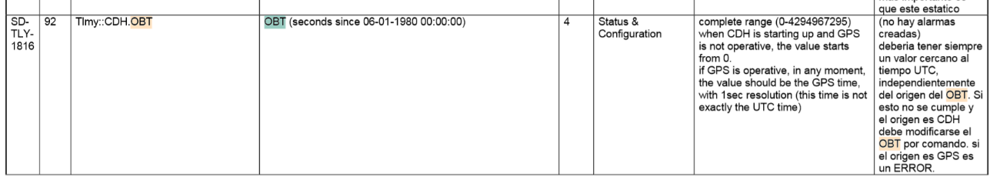 que este estatico
SD-
TLY-
1816
92
Tlmy::CDH.OBT
OBT (seconds since 06-01-1980 00:00:00)
4
Status &
Configuration
complete range (0-4294967295)
when CDH is starting up and GPS
is not operative, the value starts
from 0.
if GPS is operative, in any moment,
the value should be the GPS time,
with 1sec resolution (this time is not
exactly the UTC time)
(no hay alarmas
creadas)
deberia tener siempre
un valor cercano al
tiempo UTC,
independientemente
del origen del OBT. Si
esto no se cumple y
el origen es CDH
debe modificarse el
OBT por comando. si
el origen es GPS es
un ERROR.